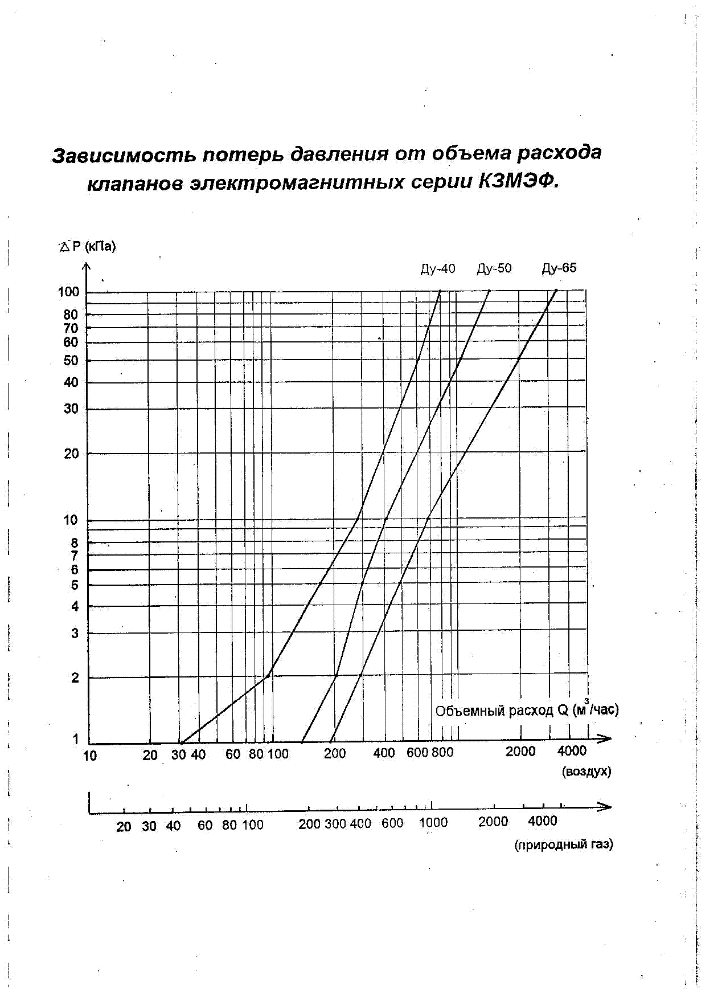 Зависимость потерь давления от объема расхода
клапанов электромагнитных серии КЗМЭФ.
Δ P (кПа)
Ду-40 Ду-50 Ду-65
100
80
70
60
50
40
30
20
10
8
7
6
5
4
3
2
1
Объемный расход Q (м³/час)
10 20 30 40 60 80 100 200 400 600 800 2000 4000
(воздух)
20 30 40 60 80 100 200 300 400 600 1000 2000 4000
(природный газ)